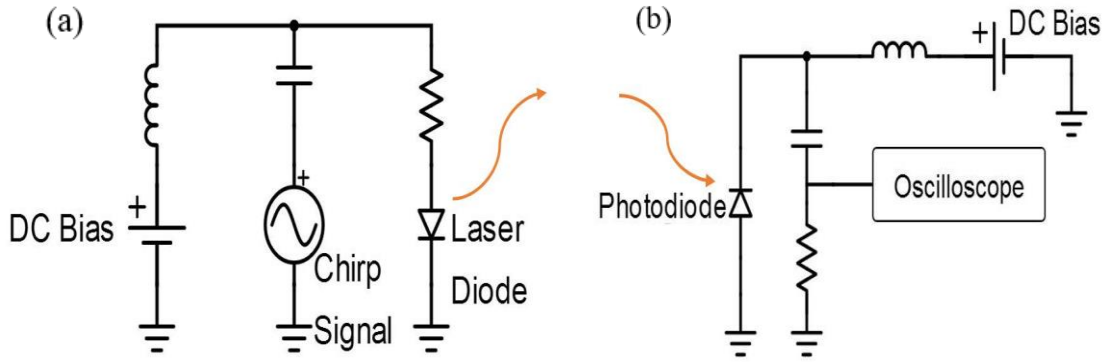 (a)
+
DC Bias
+
Chirp
Signal
Laser
Diode
(b)
DC Bias
+
Photodiode
Oscilloscope